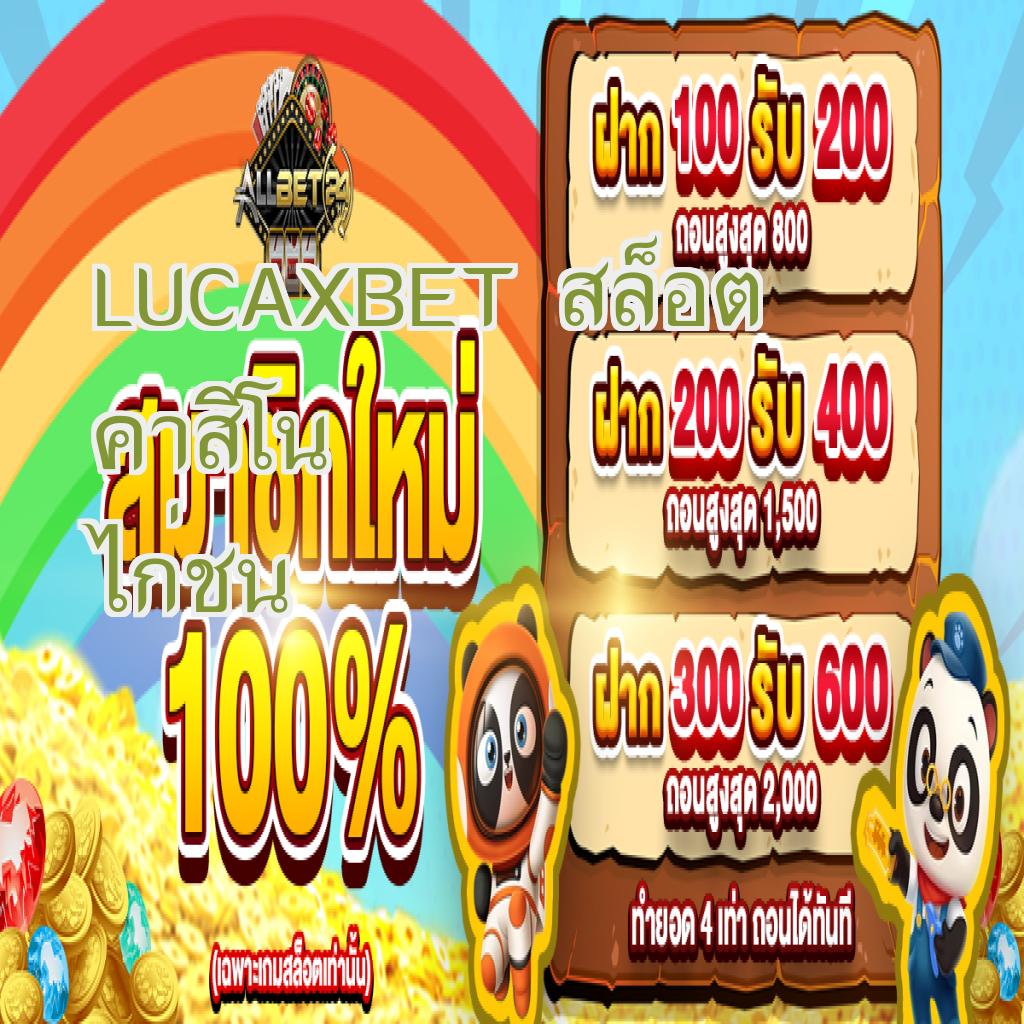 ALLBET24
LUCAXBET สล็อต
คาสิโน
ไก่ชน
สมาชิกใหม่
100%
(เฉพาะเกมสล็อตเท่านั้น)
ฝาก 100 รับ 200
ถอนสูงสุด 800
ฝาก 200 รับ 400
ถอนสูงสุด 1,500
ฝาก 300 รับ 600
ถอนสูงสุด 2,000
ทำยอด 4 เท่า ถอนได้ทันที